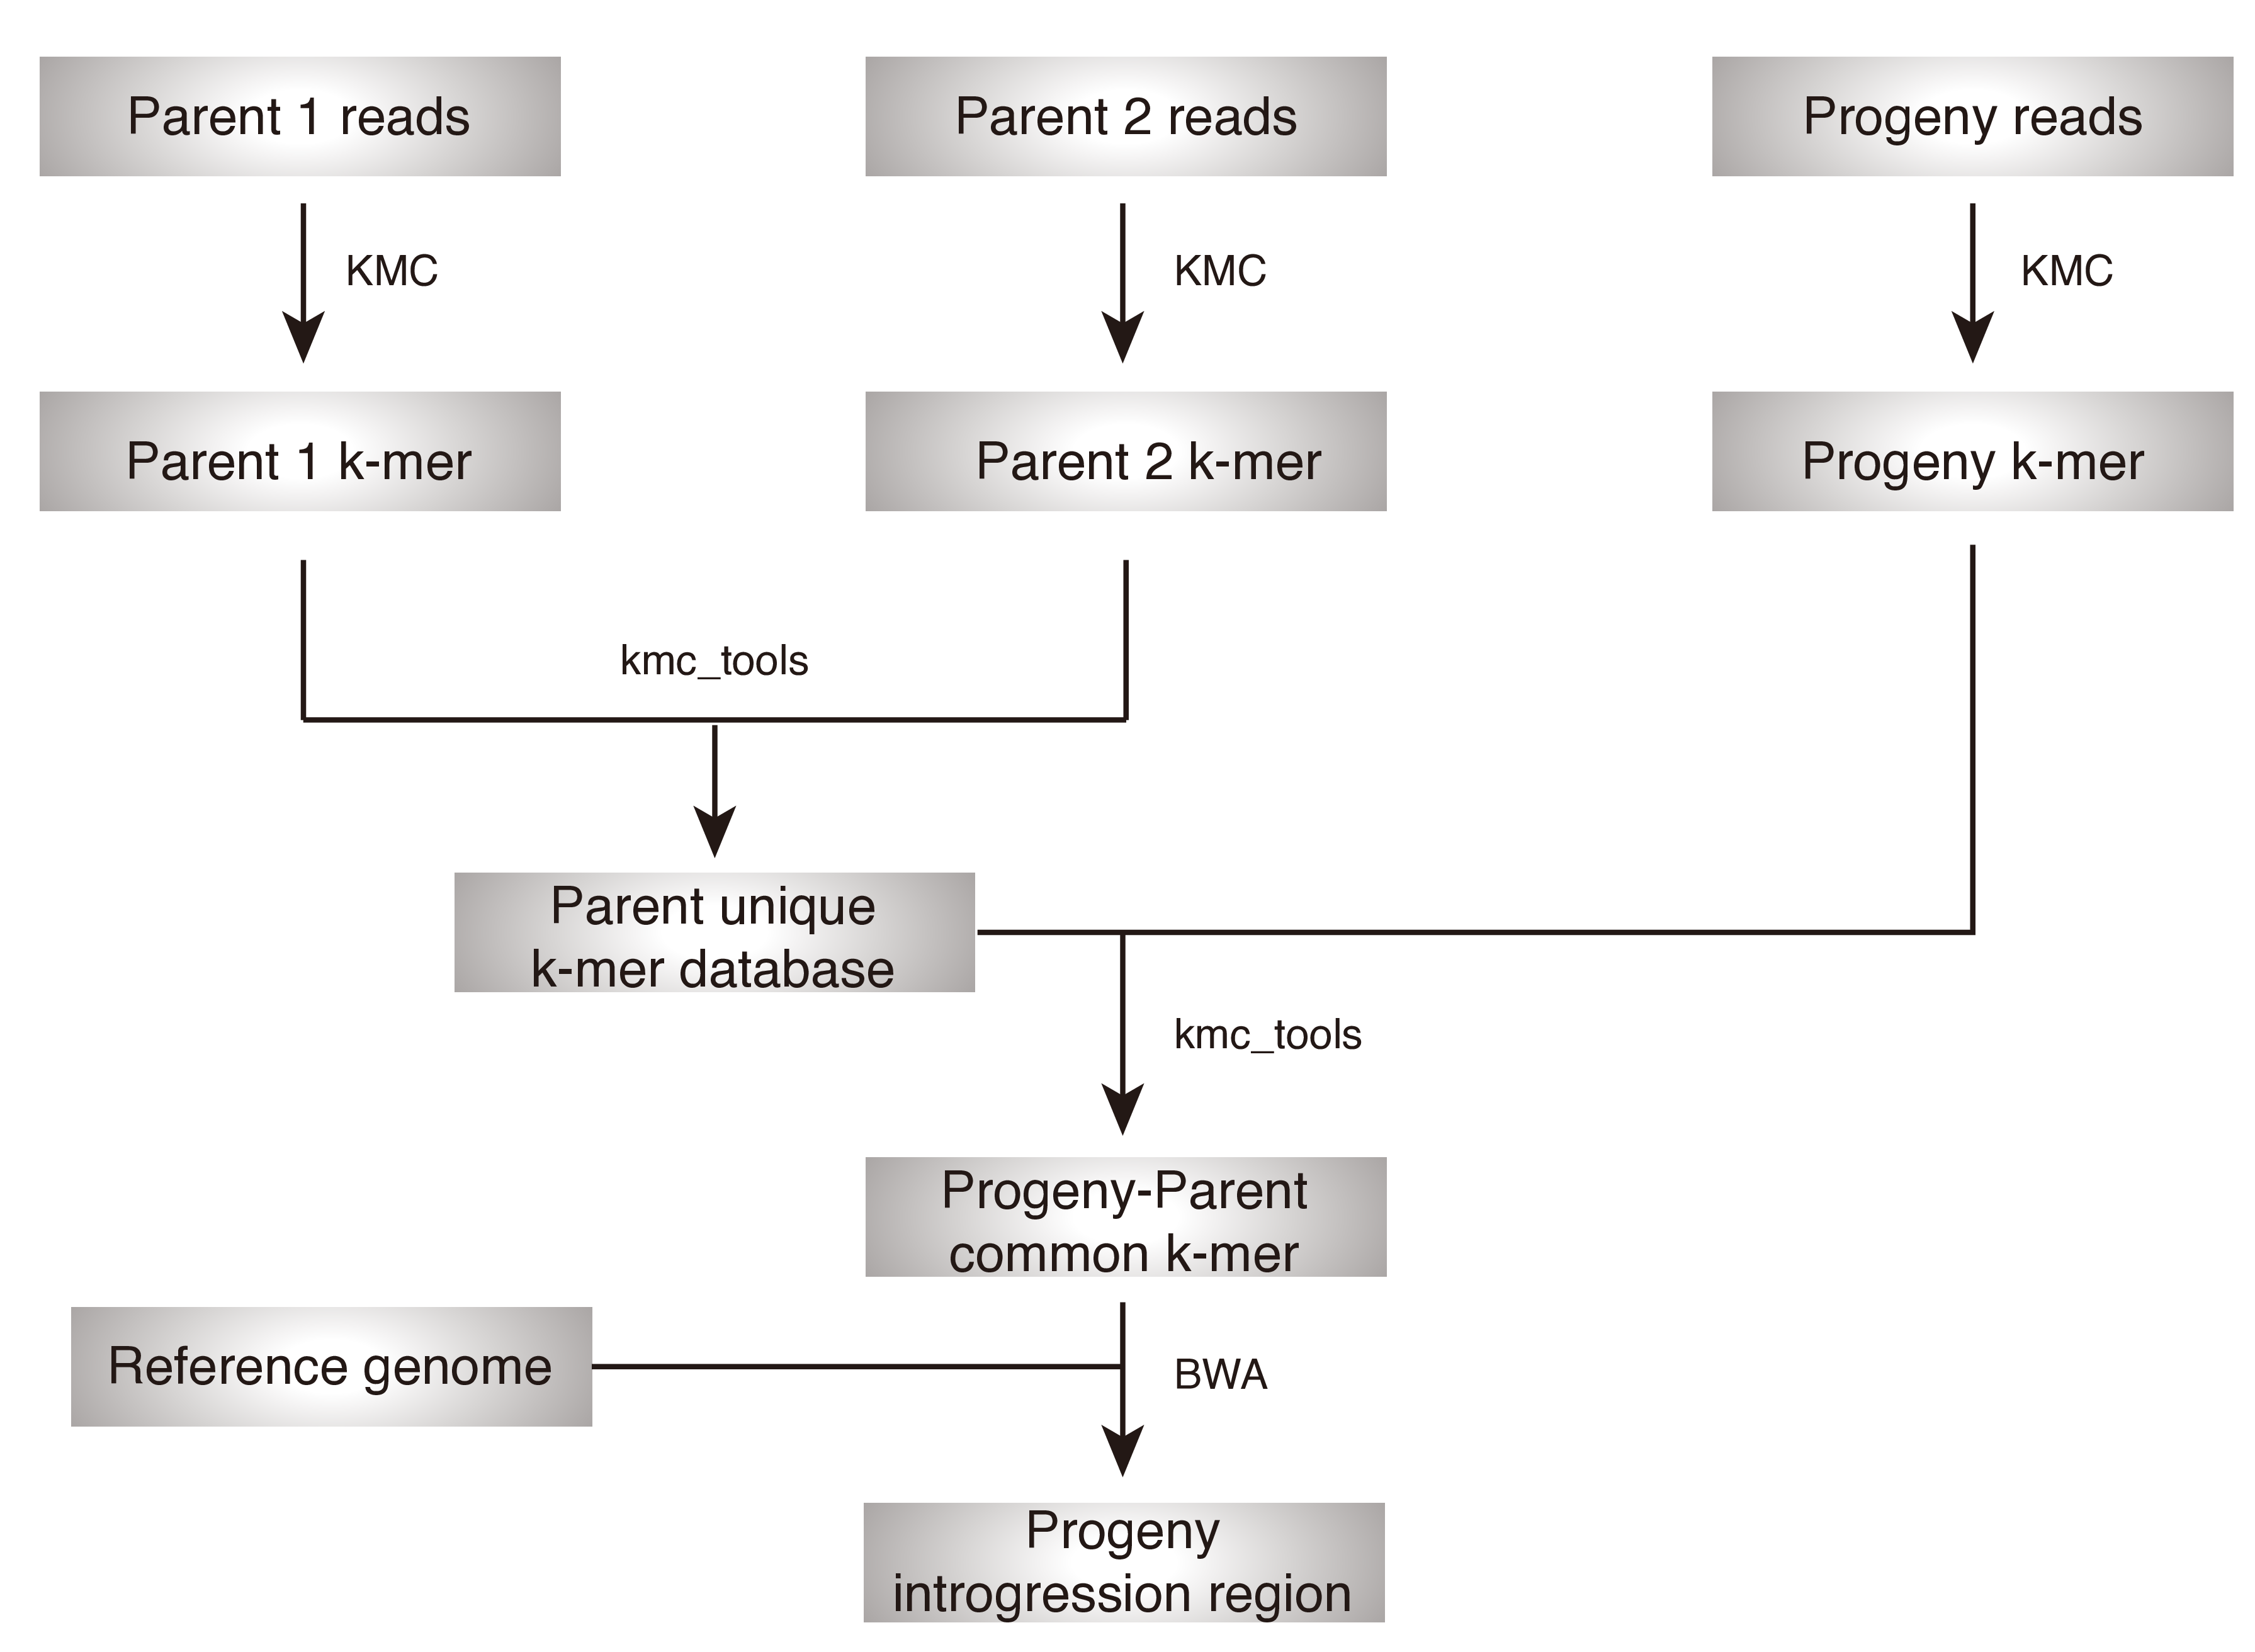 Parent 1 reads
Parent 2 reads
Progeny reads
KMC
KMC
KMC
Parent 1 k-mer
Parent 2 k-mer
Progeny k-mer
kmc_tools
Parent unique
k-mer database
kmc_tools
Progeny-Parent
common k-mer
Reference genome
BWA
Progeny
introgression region